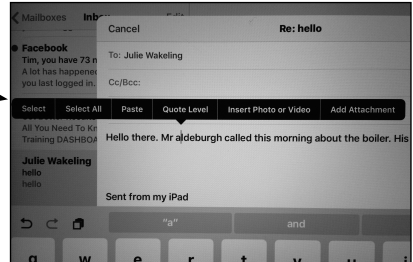 Mailboxes Inbo Edit
Cancel Re: hello
Facebook
Tim, you have 73 n
A lot has happened
you last logged in.
To: Julie Wakeling
Cc/Bcc:
Select Select All Paste Quote Level Insert Photo or Video Add Attachment
All You Need To Kn
Training DASHBOA
Hello there. Mr aldeburgh called this morning about the boiler. His
Julie Wakeling
hello
hello
Sent from my iPad
"a" and
q w e r t y u i